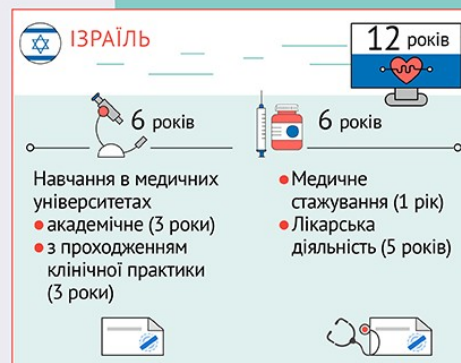 ІЗРАЇЛЬ
12 років
6 років
Навчання в медичних
університетах
● академічне (3 роки)
● з проходженням
клінічної практики
(3 роки)
6 років
● Медичне
стажування (1 рік)
● Лікарська
діяльність (5 років)